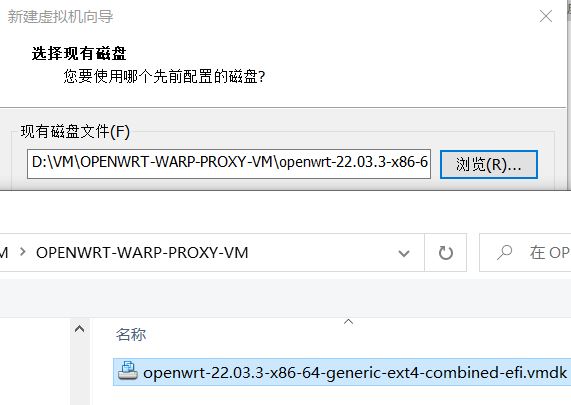 新建虚拟机向导
选择现有磁盘
您要使用哪个先前配置的磁盘?
现有磁盘文件(F)
D:\VM\OPENWRT-WARP-PROXY-VM\openwrt-22.03.3-x86-6
浏览(R)...
M > OPENWRT-WARP-PROXY-VM
在 OP
名称
openwrt-22.03.3-x86-64-generic-ext4-combined-efi.vmdk